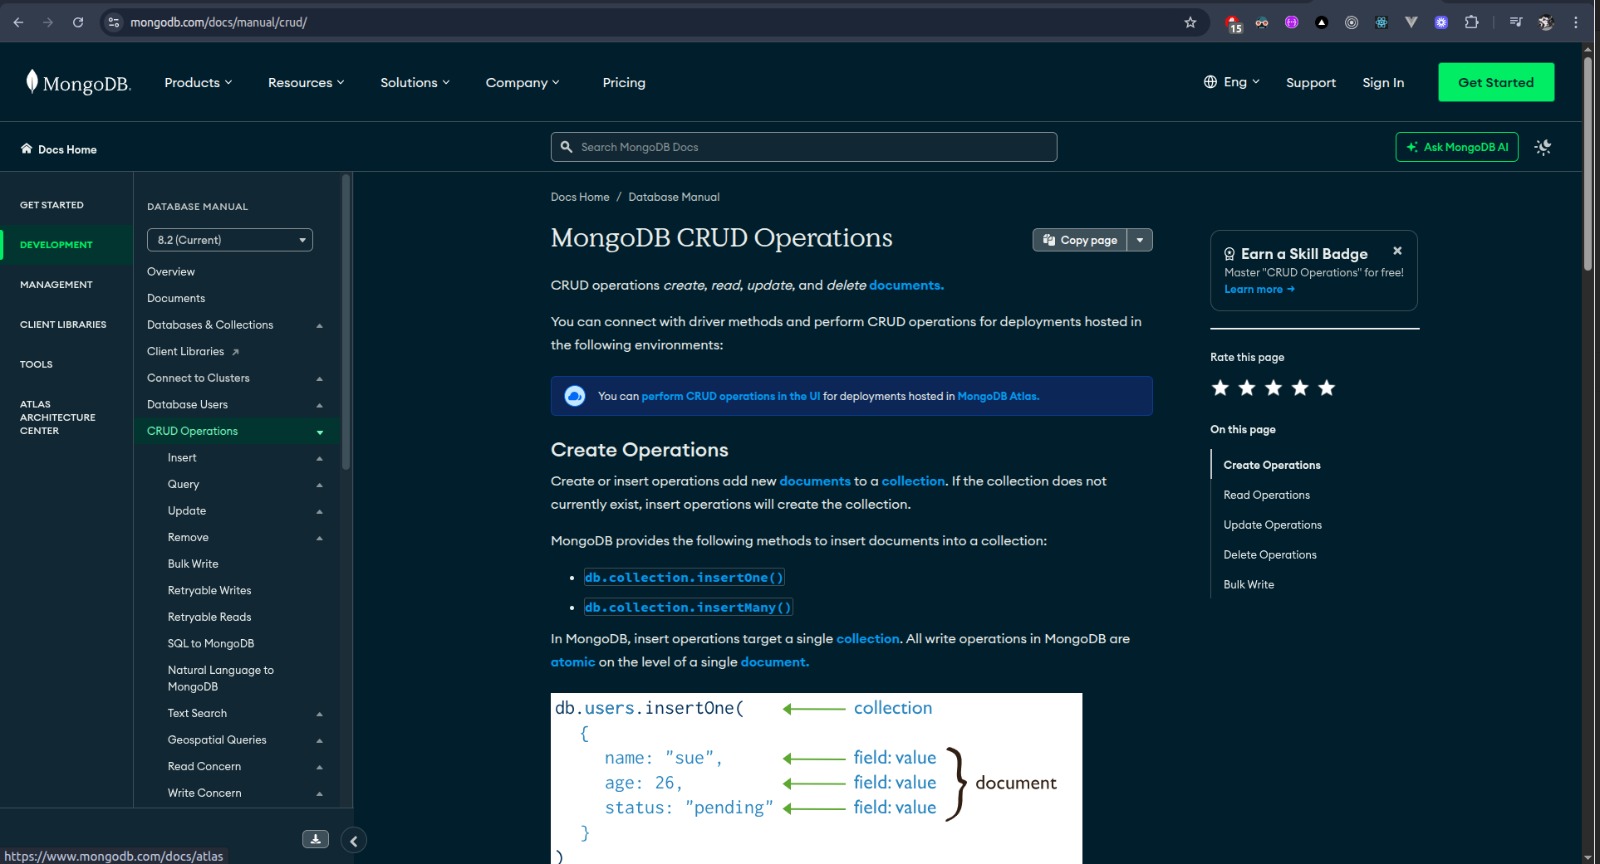 mongodb.com/docs/manual/crud/
15
MongoDB.
Products
Resources
Solutions
Company
Pricing
Eng
Support
Sign In
Get Started
Docs Home
Search MongoDB Docs
Ask MongoDB AI
GET STARTED
DEVELOPMENT
MANAGEMENT
CLIENT LIBRARIES
TOOLS
ATLAS
ARCHITECTURE
CENTER
DATABASE MANUAL
8.2 (Current)
Overview
Documents
Databases & Collections
Client Libraries
Connect to Clusters
Database Users
CRUD Operations
Insert
Query
Update
Remove
Bulk Write
Retryable Writes
Retryable Reads
SQL to MongoDB
Natural Language to
MongoDB
Text Search
Geospatial Queries
Read Concern
Write Concern
Docs Home / Database Manual
MongoDB CRUD Operations
Copy page
CRUD operations create, read, update, and delete documents.
You can connect with driver methods and perform CRUD operations for deployments hosted in
the following environments:
You can perform CRUD operations in the UI for deployments hosted in MongoDB Atlas.
Create Operations
Create or insert operations add new documents to a collection. If the collection does not
currently exist, insert operations will create the collection.
MongoDB provides the following methods to insert documents into a collection:
• db.collection.insertOne()
• db.collection.insertMany()
In MongoDB, insert operations target a single collection. All write operations in MongoDB are
atomic on the level of a single document.
db.users.insertOne( collection
{
name: "sue", field: value
age: 26, field: value document
status: "pending" field: value
}
)
Earn a Skill Badge
Master "CRUD Operations" for free!
Learn more →
Rate this page
On this page
Create Operations
Read Operations
Update Operations
Delete Operations
Bulk Write
https://www.mongodb.com/docs/atlas